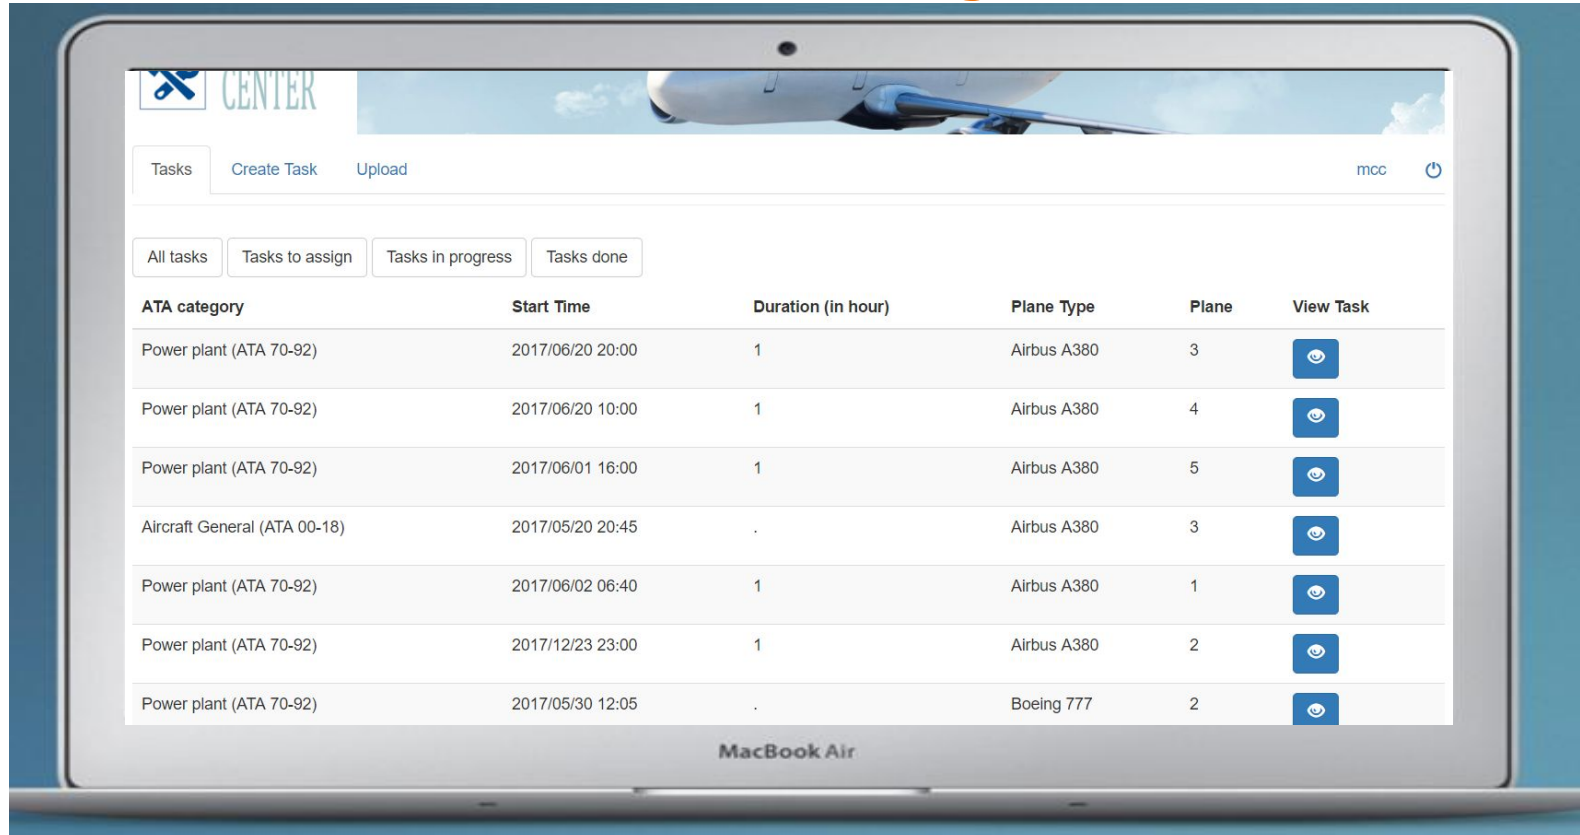 CENTER
Tasks Create Task Upload mcc
All tasks Tasks to assign Tasks in progress Tasks done
ATA category Start Time Duration (in hour) Plane Type Plane View Task
Power plant (ATA 70-92) 2017/06/20 20:00 1 Airbus A380 3
Power plant (ATA 70-92) 2017/06/20 10:00 1 Airbus A380 4
Power plant (ATA 70-92) 2017/06/01 16:00 1 Airbus A380 5
Aircraft General (ATA 00-18) 2017/05/20 20:45 . Airbus A380 3
Power plant (ATA 70-92) 2017/06/02 06:40 1 Airbus A380 1
Power plant (ATA 70-92) 2017/12/23 23:00 1 Airbus A380 2
Power plant (ATA 70-92) 2017/05/30 12:05 . Boeing 777 2
MacBook Air